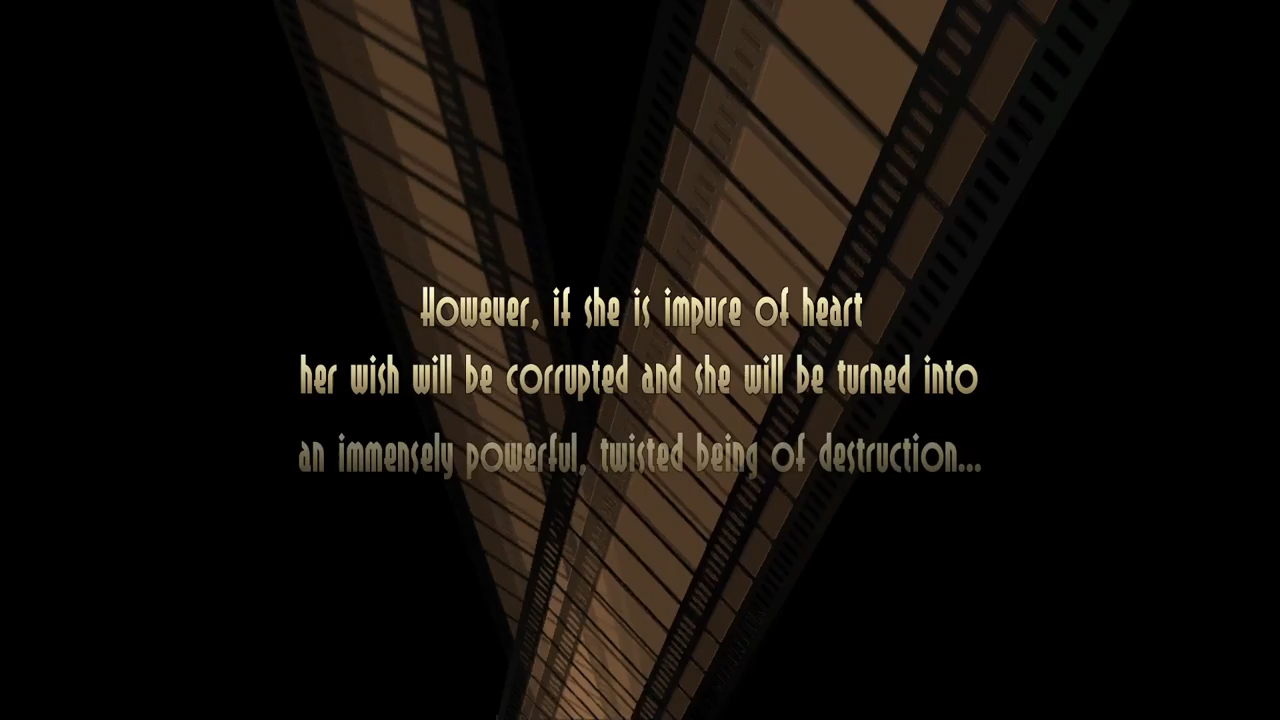 However, if she is impure of heart
her wish will be corrupted and she will be turned into
an immensely powerful, twisted being of destruction...